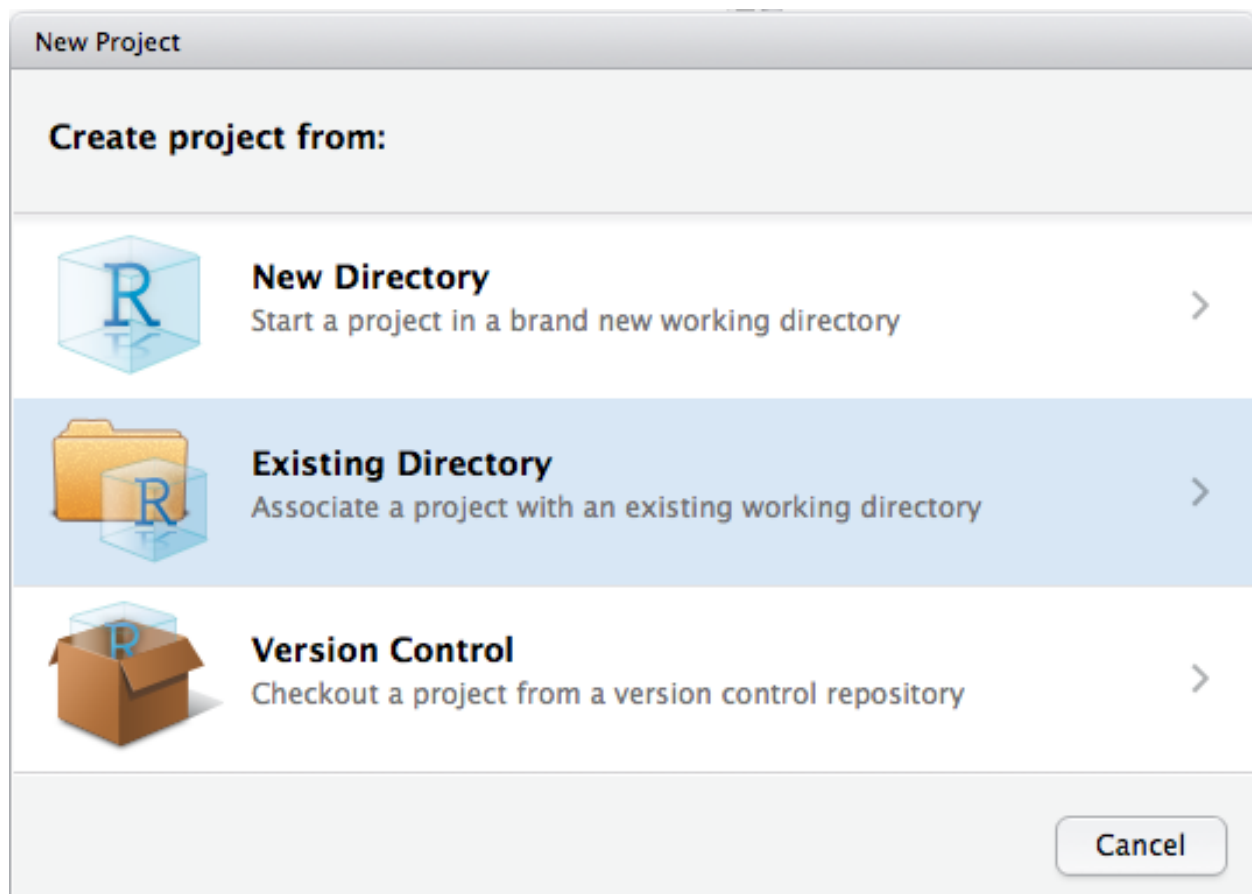 New Project
Create project from:
R
New Directory
Start a project in a brand new working directory
R
Existing Directory
Associate a project with an existing working directory
R
Version Control
Checkout a project from a version control repository
Cancel